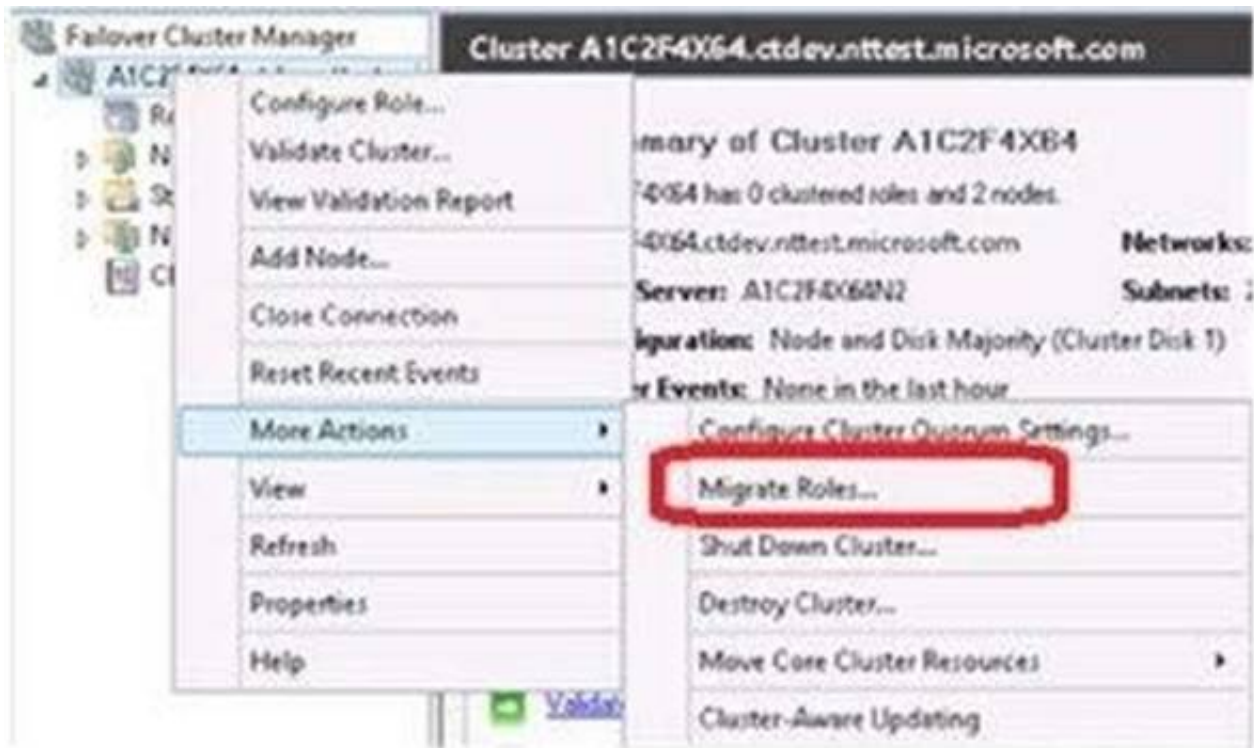 Failover Cluster Manager
Cluster A1C2F4X64.ctdev.nttest.microsoft.com
Configure Role...
Validate Cluster...
View Validation Report
Add Node...
Close Connection
Reset Recent Events
More Actions
View
Refresh
Properties
Help
mary of Cluster A1C2F4X64
has 0 clustered roles and 2 nodes.
.ctdev.nttest.microsoft.com Networks:
Server: A1C2F4X64N2 Subnets:
iguration: Node and Disk Majority (Cluster Disk 1)
r Events: None in the last hour
Configure Cluster Quorum Settings...
Migrate Roles...
Shut Down Cluster...
Destroy Cluster...
Move Core Cluster Resources
Cluster-Aware Updating
Validat